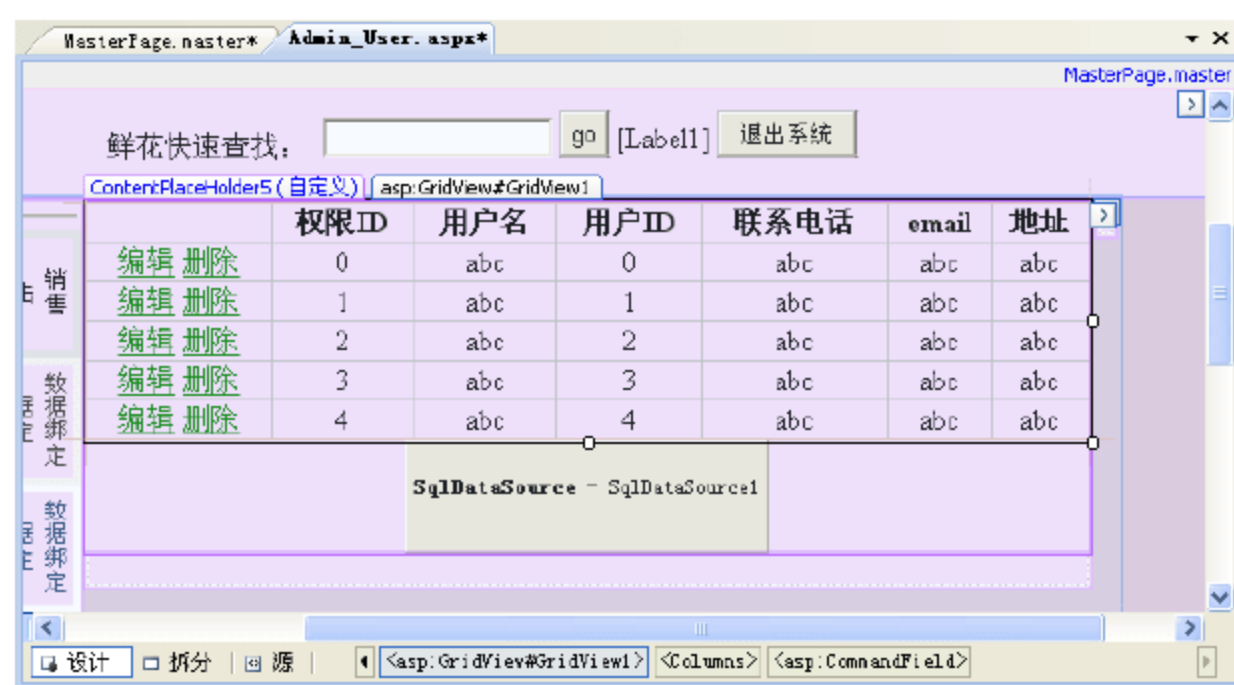 MasterPage.master* Admin_User.aspx*
MasterPage.master
鲜花快速查找: go [Label1] 退出系统
ContentPlaceHolder5(自定义) asp:GridView#GridView1
权限ID 用户名 用户ID 联系电话 email 地址
编辑 删除 0 abc 0 abc abc abc
编辑 删除 1 abc 1 abc abc abc
编辑 删除 2 abc 2 abc abc abc
编辑 删除 3 abc 3 abc abc abc
编辑 删除 4 abc 4 abc abc abc
销售
数据绑定
数据绑定
SqlDataSource - SqlDataSource1
设计 拆分 源 <asp:GridView#GridView1> <Columns> <asp:CommandField>